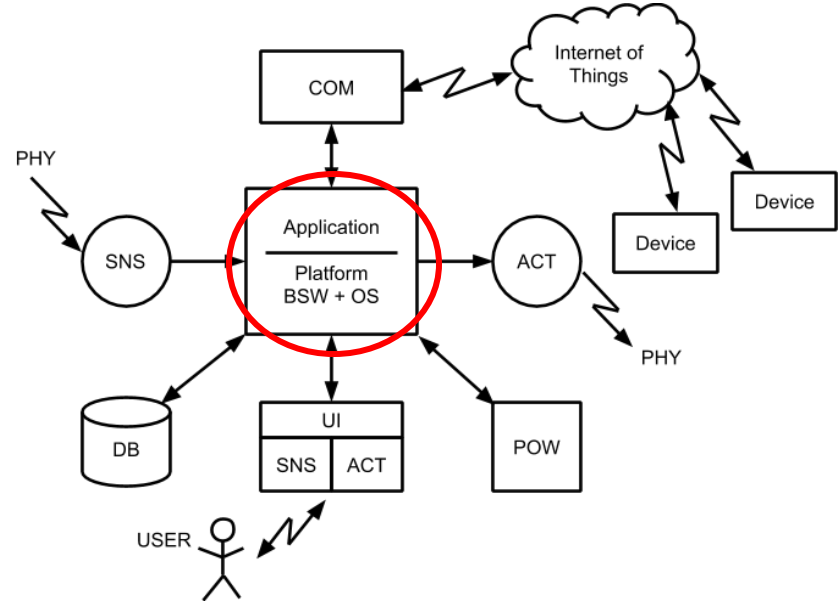 COM
Internet of
Things
PHY
Device
Device
SNS
Application
Platform
BSW + OS
ACT
PHY
DB
UI
SNS
ACT
POW
USER